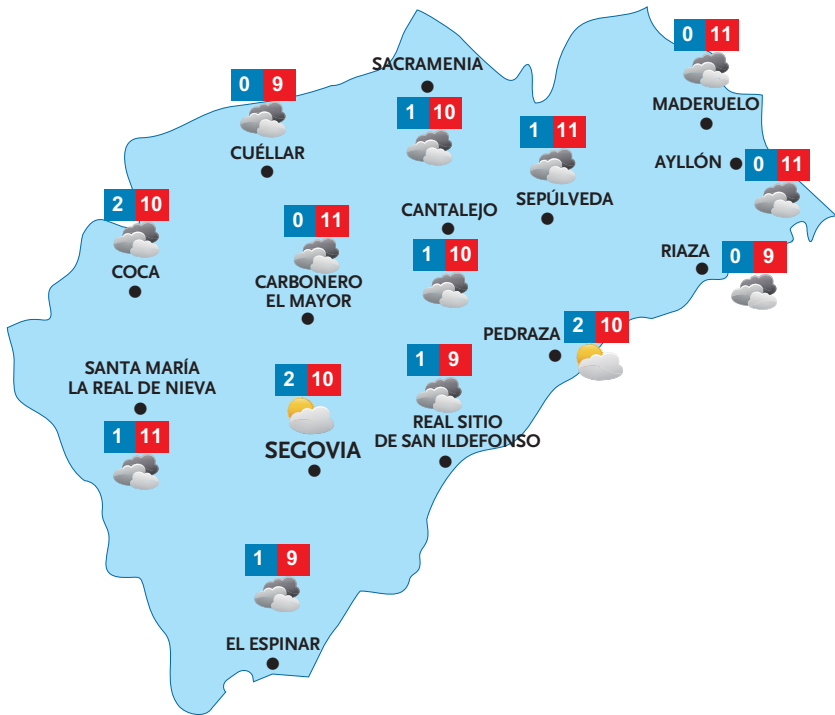 0 11
MADERUELO
SACRAMENIA
1 10
0 9
CUÉLLAR
1 11
SEPÚLVEDA
AYLLÓN
0 11
2 10
COCA
0 11
CARBONERO
EL MAYOR
CANTALEJO
1 10
RIAZA
0 9
PEDRAZA
2 10
SANTA MARÍA
LA REAL DE NIEVA
1 11
2 10
SEGOVIA
1 9
REAL SITIO
DE SAN ILDEFONSO
1 9
EL ESPINAR